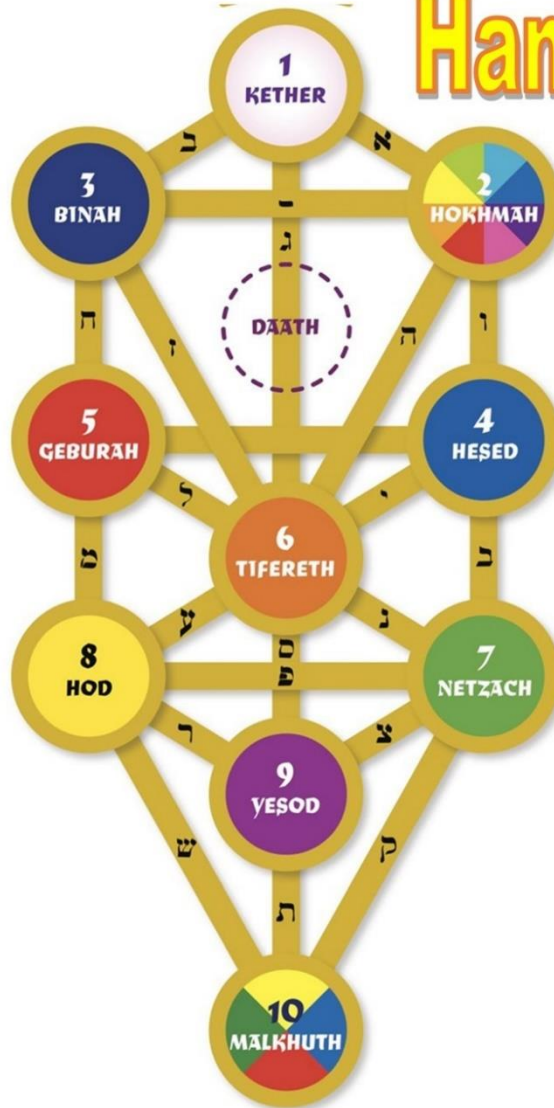 Han
1
KETHER
ב
א
3
BINAH
2
HOKHMAH
ג
DAATH
ח
ז
ה
ו
5
GEBURAH
4
HESED
ל
י
6
TIFERETH
מ
כ
ע
נ
ס
פ
8
HOD
7
NETZACH
ר
צ
9
YESOD
ש
ק
ת
10
MALKHUTH